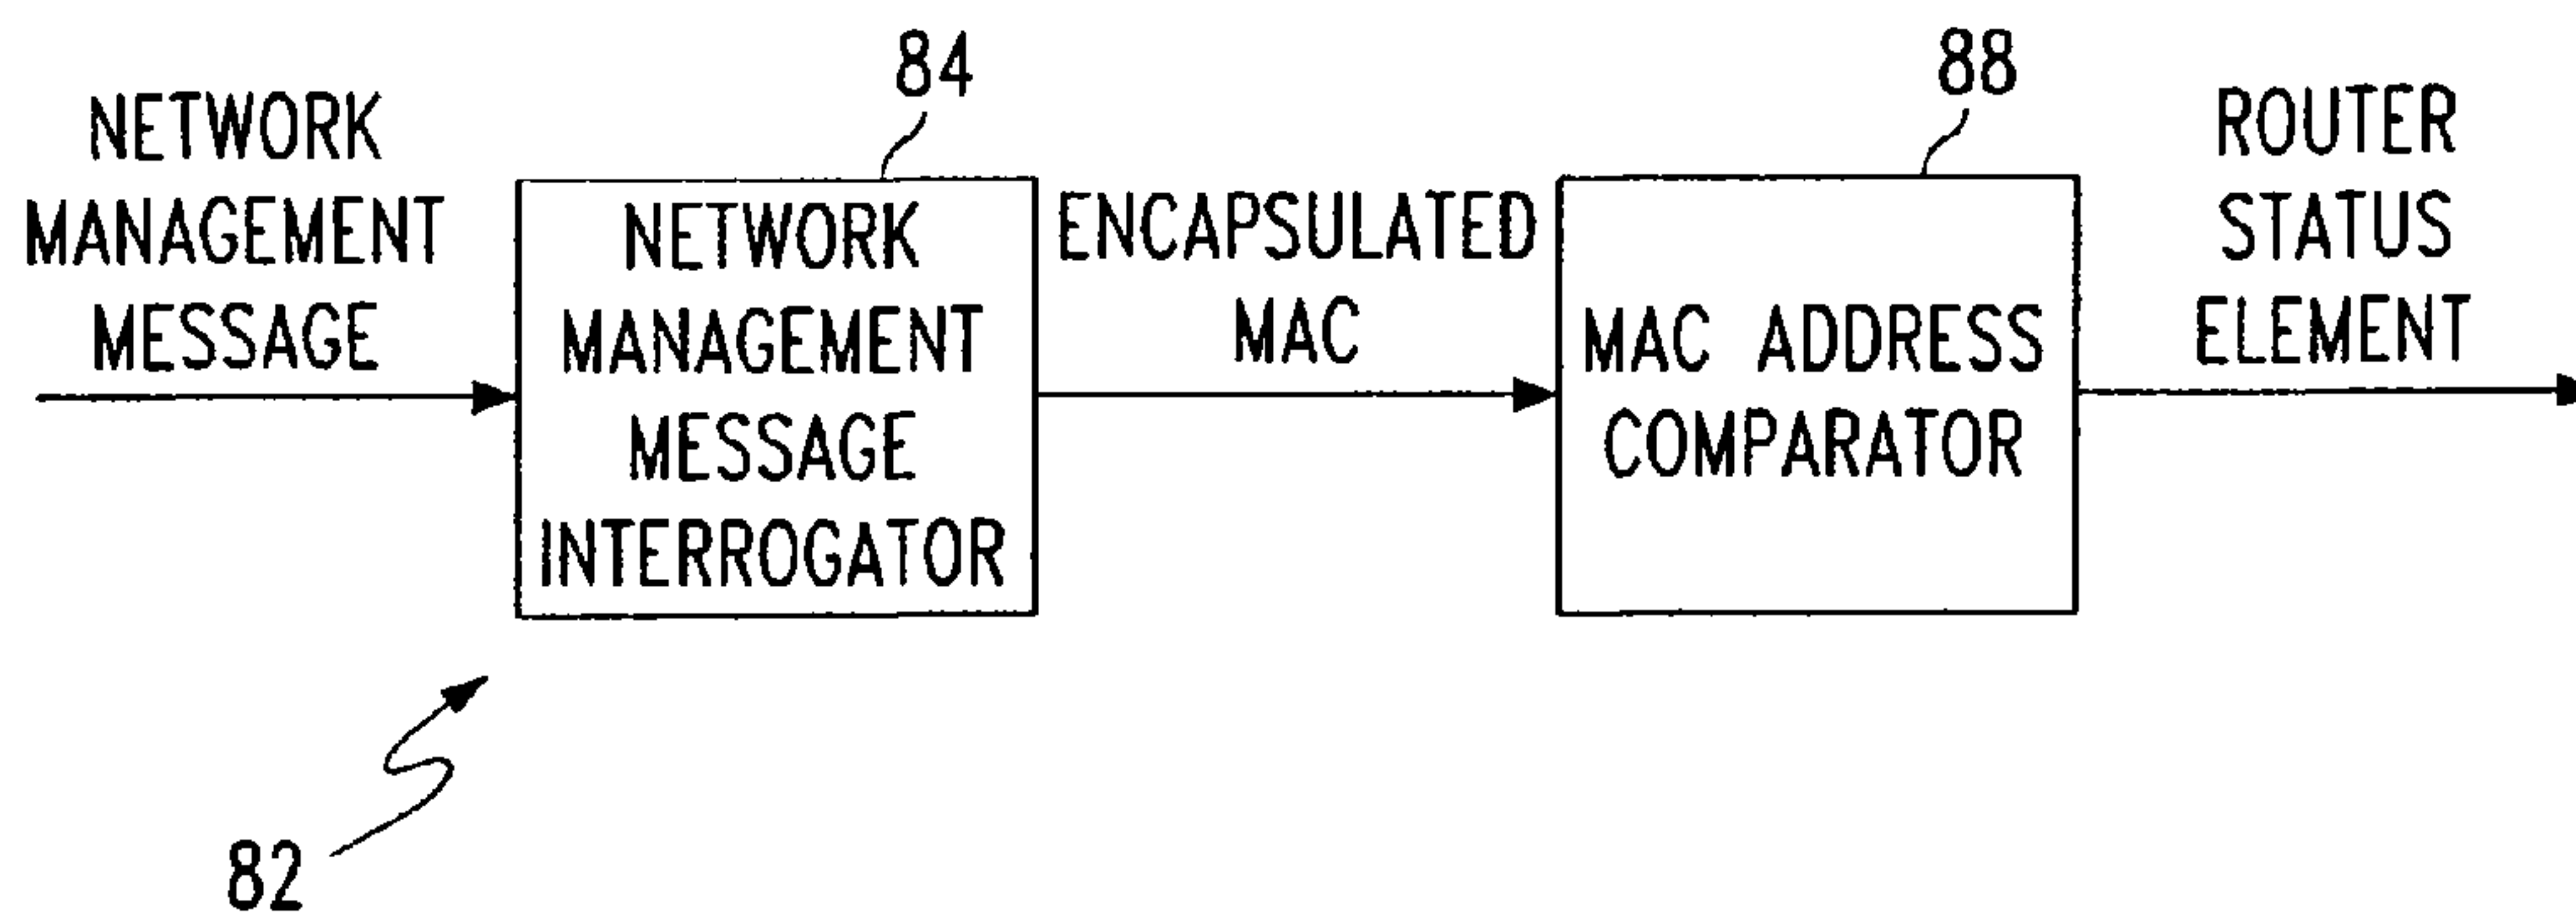 84
88
NETWORK
MANAGEMENT
MESSAGE
NETWORK
MANAGEMENT
MESSAGE
INTERROGATOR
ENCAPSULATED
MAC
MAC ADDRESS
COMPARATOR
ROUTER
STATUS
ELEMENT
82